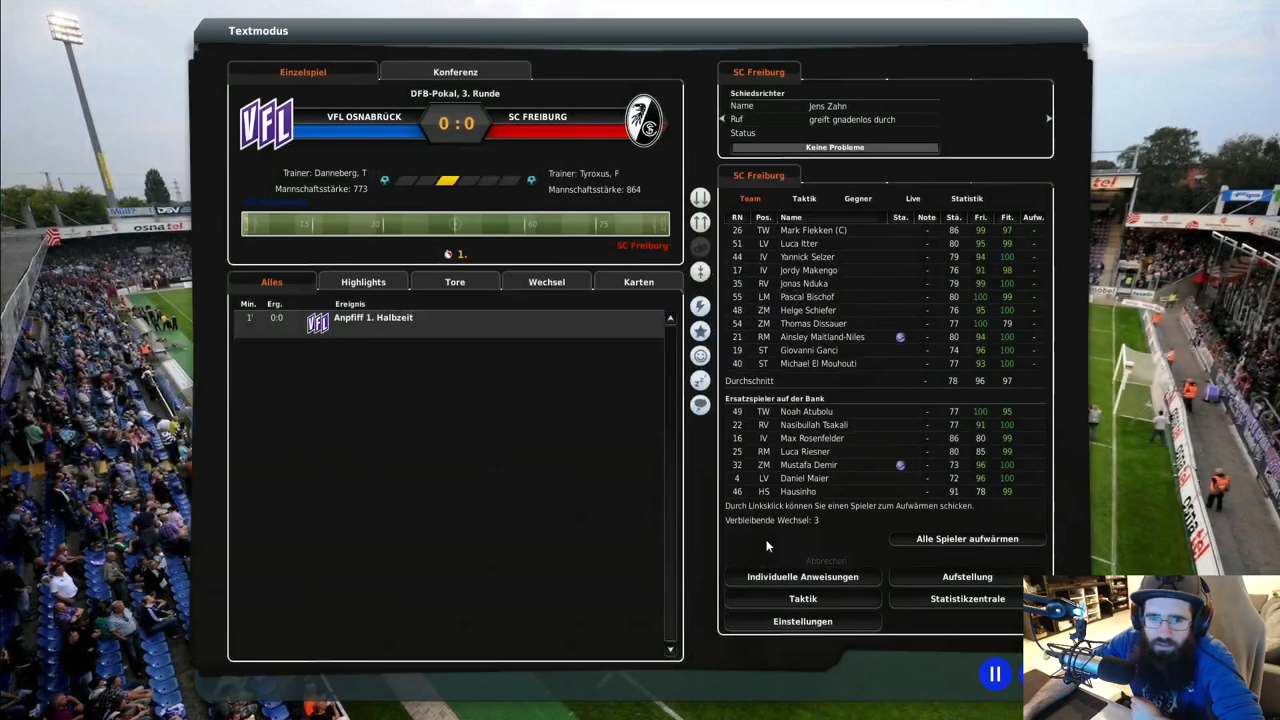 Textmodus
Einzelspiel
Konferenz
DFB-Pokal, 3. Runde
VFL
VFL OSNABRÜCK
0 : 0
SC FREIBURG
Trainer: Danneberg, T
Mannschaftsstärke: 773
Trainer: Tyroxus, F
Mannschaftsstärke: 864
15 30 60 75
SC Freiburg
1.
Alles Highlights Tore Wechsel Karten
Min. Erg. Ereignis
1' 0:0 VFL Anpfiff 1. Halbzeit
SC Freiburg
Schiedsrichter
Name Jens Zahn
Ruf greift gnadenlos durch
Status
Keine Probleme
SC Freiburg
Team Taktik Gegner Live Statistik
RN Pos. Name Sta. Note Stä. Fri. Fit. Aufw.
26 TW Mark Flekken (C) - 86 99 97 -
51 LV Luca Itter - 80 95 99 -
44 IV Yannick Selzer - 79 94 100 -
17 IV Jordy Makengo - 76 91 98 -
35 RV Jonas Nduka - 79 99 100 -
55 LM Pascal Bischof - 80 100 99 -
48 ZM Helge Schiefer - 76 95 100 -
54 ZM Thomas Dissauer - 77 100 79 -
21 RM Ainsley Maitland-Niles - 80 94 100 -
19 ST Giovanni Ganci - 74 96 100 -
40 ST Michael El Mouhouti - 77 93 100 -
Durchschnitt - 78 96 97
Ersatzspieler auf der Bank
49 TW Noah Atubolu - 77 100 95 -
22 RV Nasibullah Tsakali - 77 91 100 -
16 IV Max Rosenfelder - 86 80 99 -
25 RM Luca Riesner - 80 85 99 -
32 ZM Mustafa Demir - 73 96 100 -
4 LV Daniel Maier - 72 96 100 -
46 HS Hausinho - 91 78 99 -
Durch Linksklick können Sie einen Spieler zum Aufwärmen schicken.
Verbleibende Wechsel: 3
Alle Spieler aufwärmen
Abbrechen
Individuelle Anweisungen
Aufstellung
Taktik
Statistikzentrale
Einstellungen